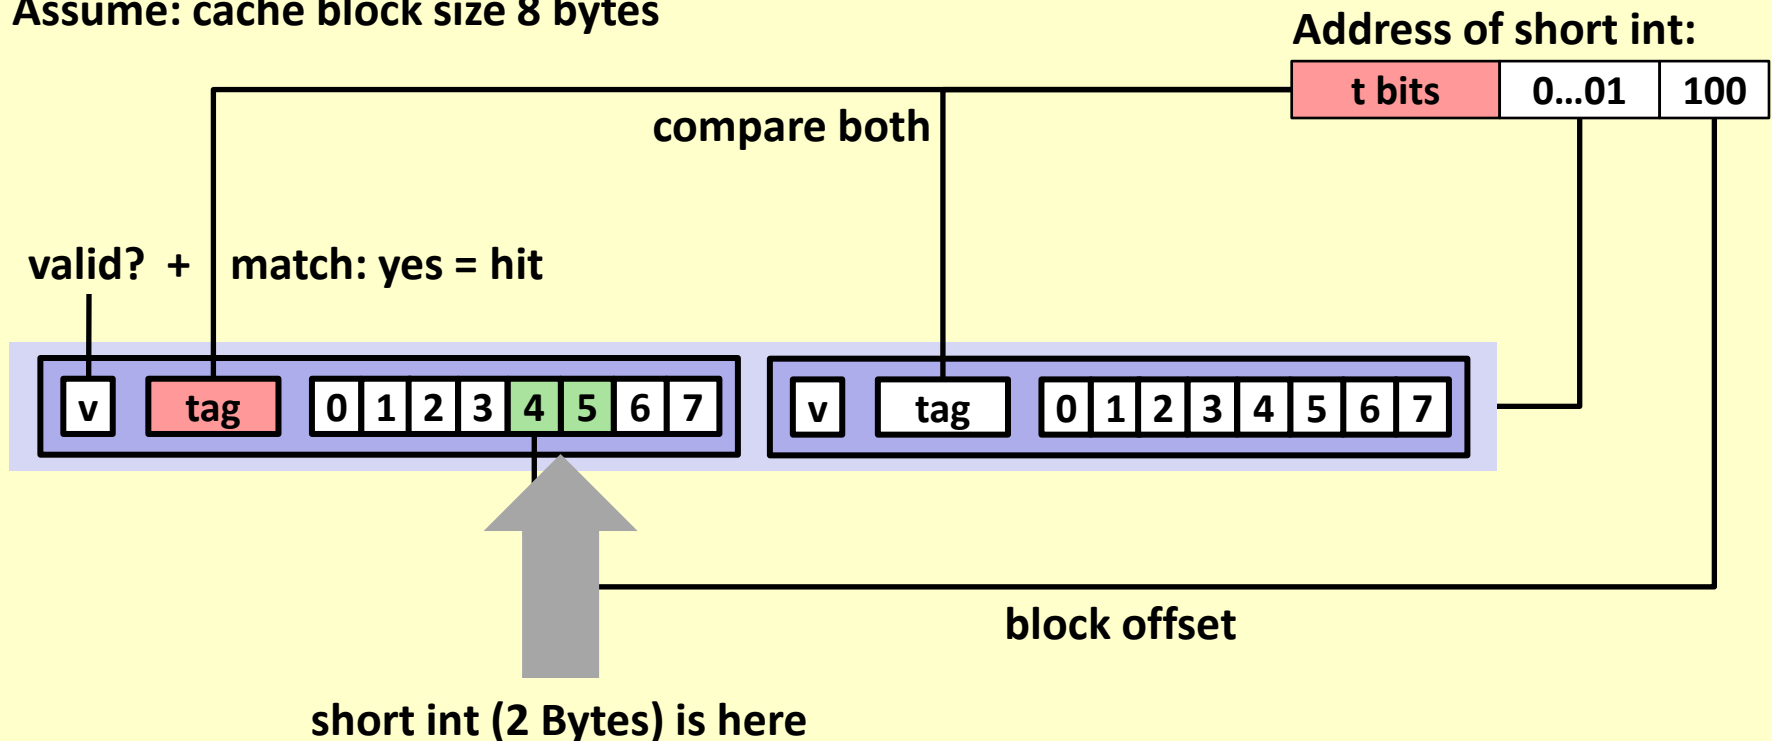 Assume: cache block size 8 bytes
Address of short int:
t bits 0...01 100
compare both
valid? + match: yes = hit
v tag 0 1 2 3 4 5 6 7 v tag 0 1 2 3 4 5 6 7
block offset
short int (2 Bytes) is here